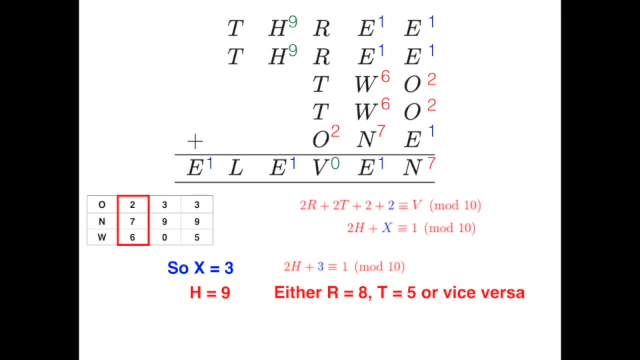 T H⁹ R E¹ E¹
T H⁹ R E¹ E¹
T W⁶ O²
T W⁶ O²
+ O² N⁷ E¹
E¹ L E¹ V⁰ E¹ N⁷
O 2 3 3
N 7 9 9
W 6 0 5
2R + 2T + 2 + 2 ≡ V (mod 10)
2H + X ≡ 1 (mod 10)
So X = 3 2H + 3 ≡ 1 (mod 10)
H = 9 Either R = 8, T = 5 or vice versa